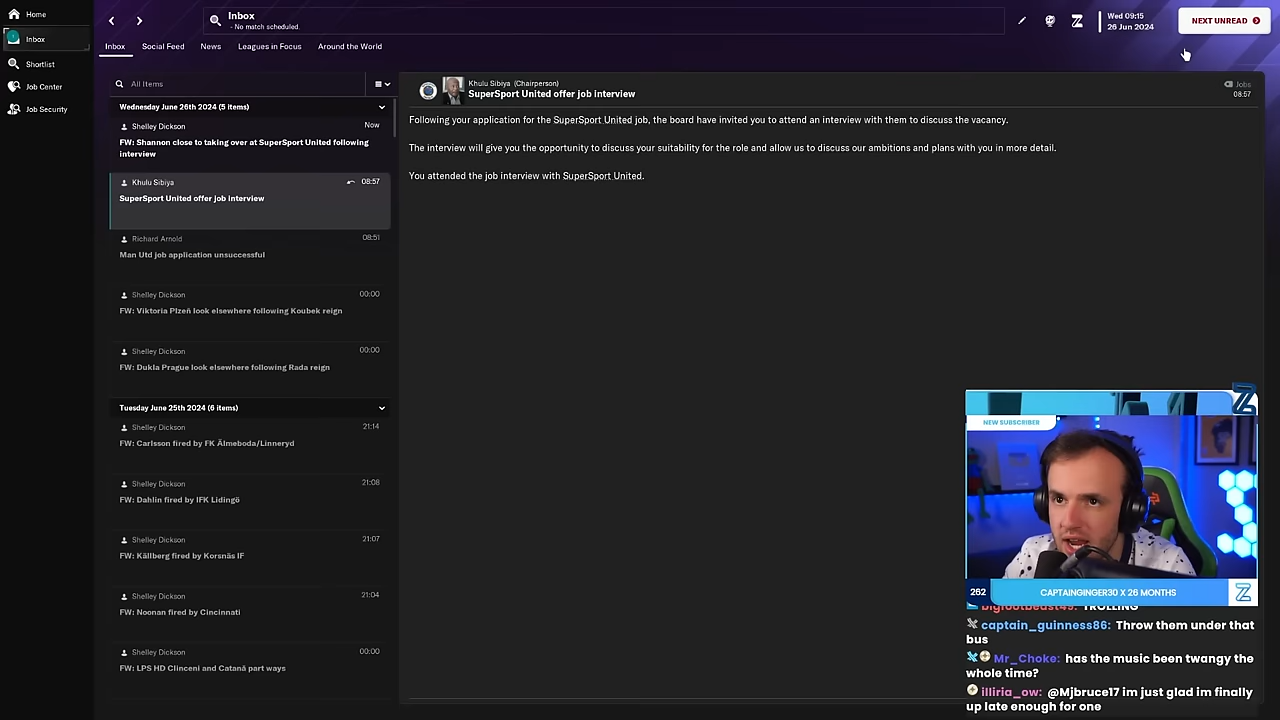 Home
Inbox
Shortlist
Job Center
Job Security
Inbox
- No match scheduled.
Wed 09:15
26 Jun 2024
NEXT UNREAD
Inbox
Social Feed
News
Leagues in Focus
Around the World
All Items
Wednesday June 26th 2024 (5 items)
Shelley Dickson
Now
FW: Shannon close to taking over at SuperSport United following
interview
Khulu Sibiya
08:57
SuperSport United offer job interview
Richard Arnold
08:51
Man Utd job application unsuccessful
Shelley Dickson
00:00
FW: Viktoria Plzeň look elsewhere following Koubek reign
Shelley Dickson
00:00
FW: Dukla Prague look elsewhere following Rada reign
Tuesday June 25th 2024 (6 items)
Shelley Dickson
21:14
FW: Carlsson fired by FK Älmeboda/Linneryd
Shelley Dickson
21:08
FW: Dahlin fired by IFK Lidingö
Shelley Dickson
21:07
FW: Källberg fired by Korsnäs IF
Shelley Dickson
21:04
FW: Noonan fired by Cincinnati
Shelley Dickson
00:00
FW: LPS HD Clinceni and Catană part ways
Khulu Sibiya (Chairperson)
SuperSport United offer job interview
Jobs
08:57
Following your application for the SuperSport United job, the board have invited you to attend an interview with them to discuss the vacancy.
The interview will give you the opportunity to discuss your suitability for the role and allow us to discuss our ambitions and plans with you in more detail.
You attended the job interview with SuperSport United.
NEW SUBSCRIBER
262
CAPTAINGINGER30 X 26 MONTHS
bigfootbeast49: TROLLING
captain_guinness86: Throw them under that
bus
Mr_Choke: has the music been twangy the
whole time?
illiria_ow: @Mjbruce17 im just glad im finally
up late enough for one